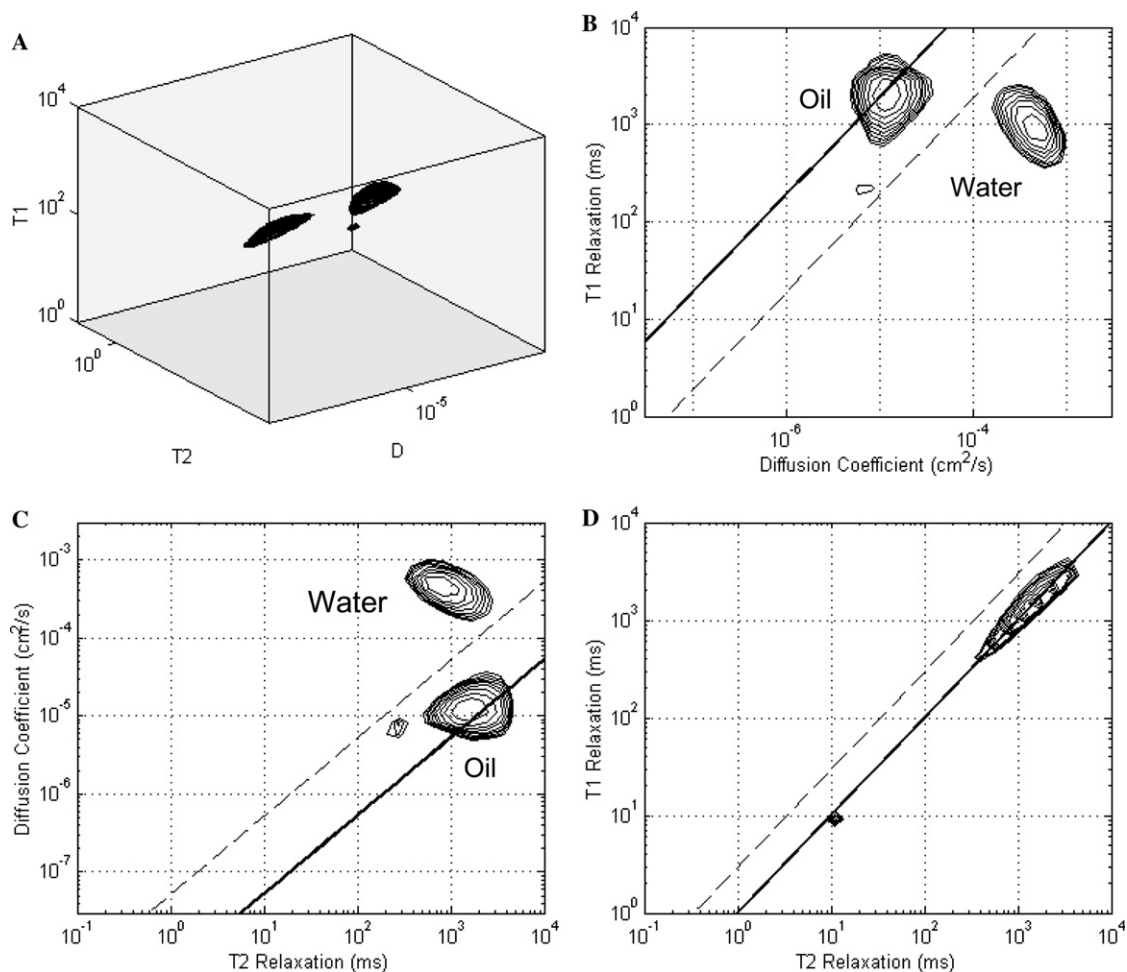 A
10^4
10^2
T1
10^0
10^0
10^-5
T2
D
B
10^4
10^3
10^2
10^1
10^0
T1 Relaxation (ms)
Oil
Water
10^-6
10^-4
Diffusion Coefficient (cm^2/s)
C
10^-3
10^-4
10^-5
10^-6
10^-7
Diffusion Coefficient (cm^2/s)
Water
Oil
10^-1 10^0 10^1 10^2 10^3 10^4
T2 Relaxation (ms)
D
10^4
10^3
10^2
10^1
10^0
T1 Relaxation (ms)
10^-1 10^0 10^1 10^2 10^3 10^4
T2 Relaxation (ms)